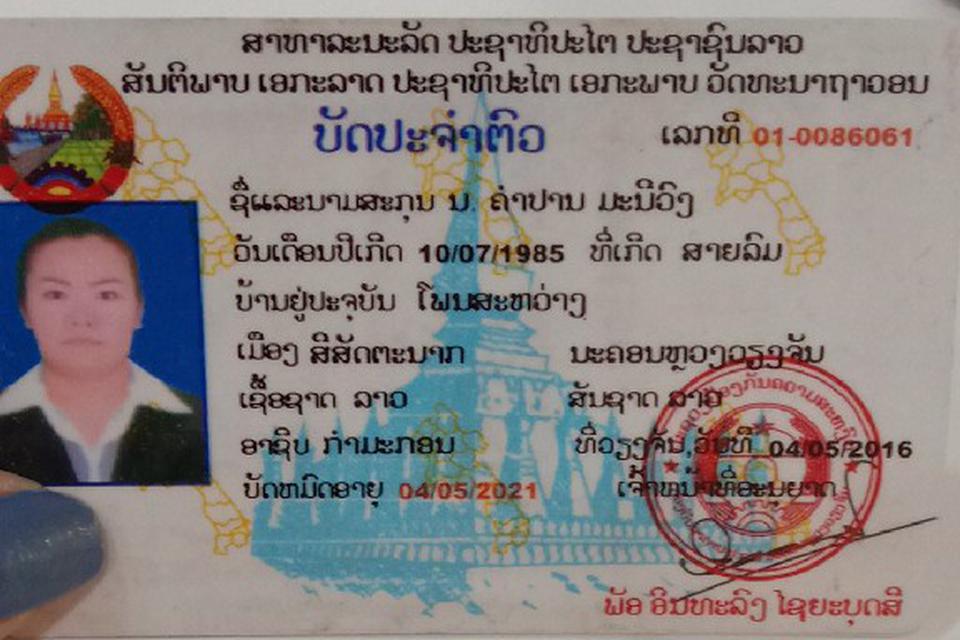 ສາທາລະນະລັດ ປະຊາທິປະໄຕ ປະຊາຊົນລາວ
ສັນຕິພາບ ເອກະລາດ ປະຊາທິປະໄຕ ເອກະພາບ ວັດທະນາຖາວອນ
ບັດປະຈຳຕົວ ເລກທີ 01-0086061
ຊື່ແລະນາມສະກຸນ ນ. ຄຳປານ ມະນີວົງ
ວັນເດືອນປີເກີດ 10/07/1985 ທີ່ເກີດ ສາຍລົມ
ບ້ານຢູ່ປະຈຸບັນ ໂພນສະຫວ່າງ
ເມືອງ ສີສັດຕະນາກ ນະຄອນຫຼວງວຽງຈັນ
ເຊື້ອຊາດ ລາວ ສັນຊາດ ລາວ
ອາຊີບ ກຳມະກອນ ທີ່ວຽງຈັນ,ວັນທີ 04/05/2016
ບັດຫມົດອາຍຸ 04/05/2021 ເຈົ້າຫນ້າທີ່ອະນຸຍາດ
ພັອ ອິນທະລົງ ໄຊຍະບຸດສີ